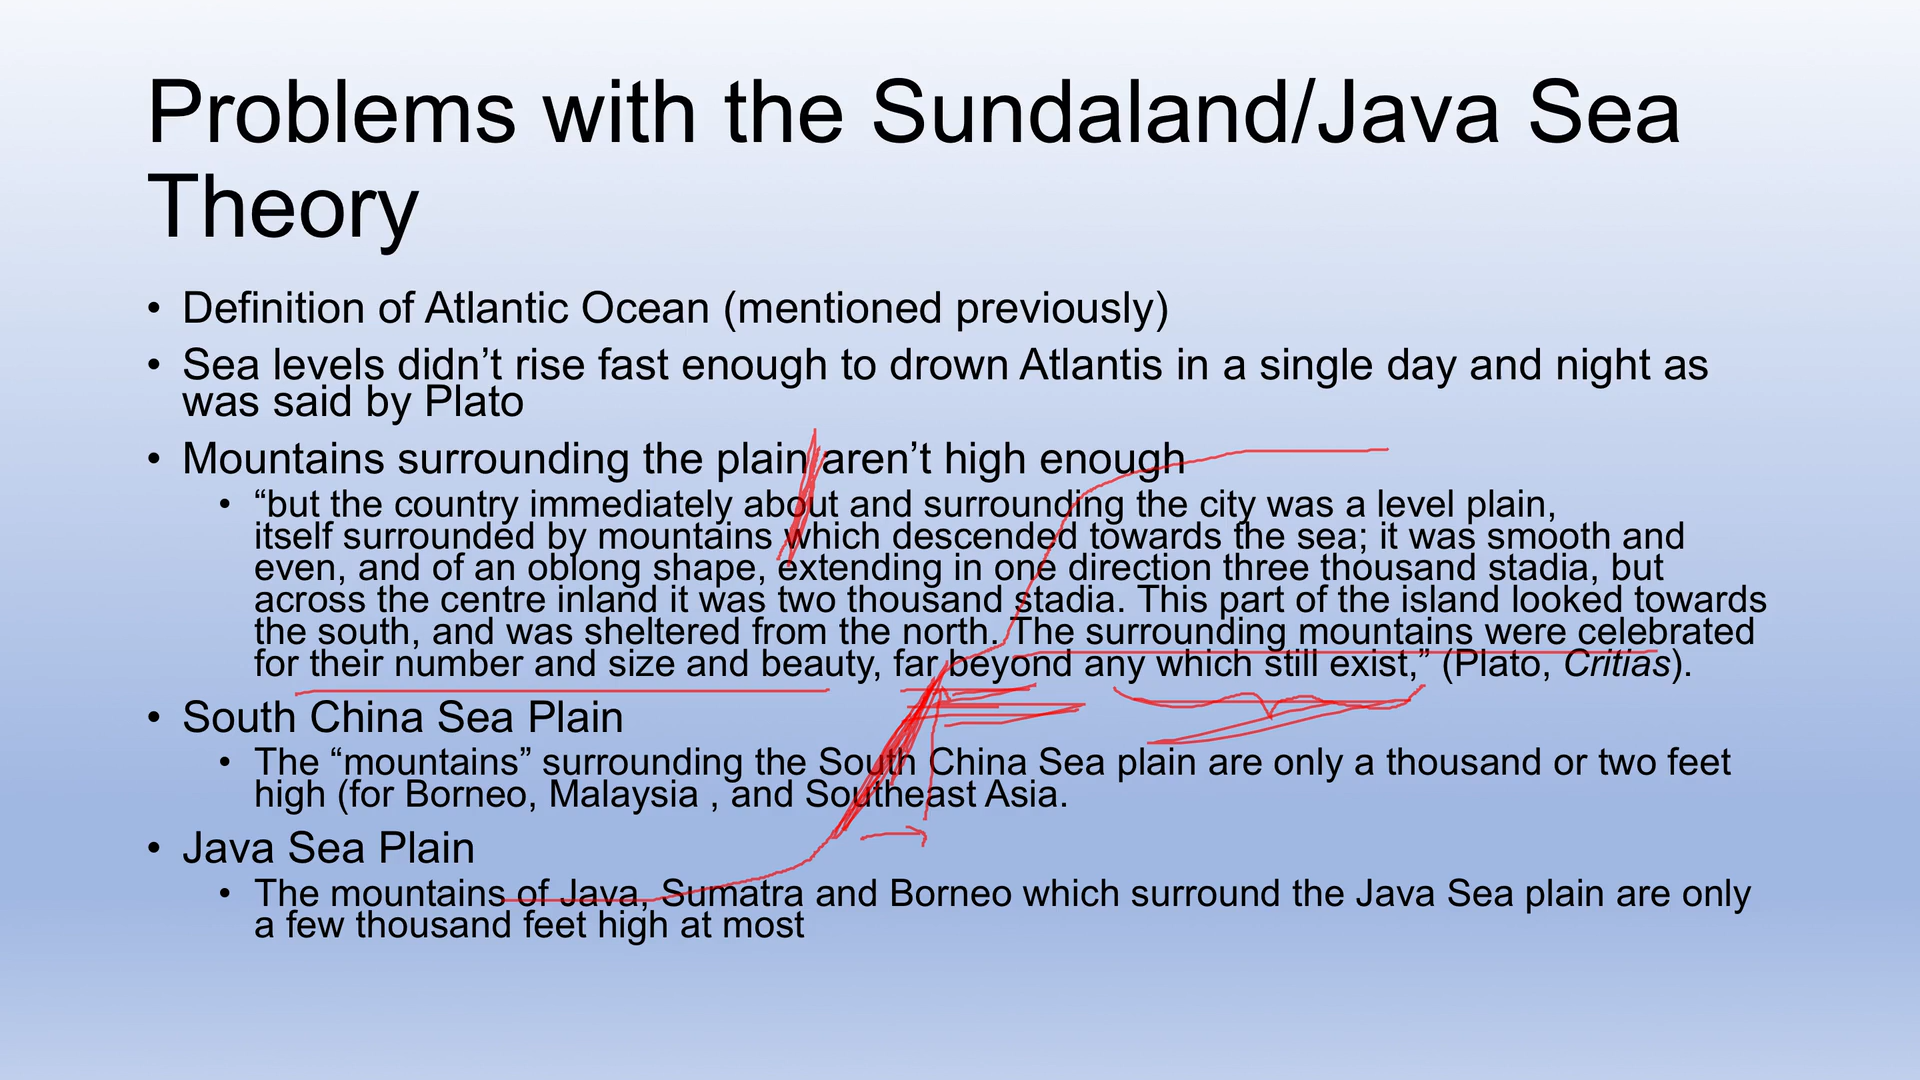 Problems with the Sundaland/Java Sea
Theory
• Definition of Atlantic Ocean (mentioned previously)
• Sea levels didn’t rise fast enough to drown Atlantis in a single day and night as
was said by Plato
• Mountains surrounding the plain aren’t high enough
• “but the country immediately about and surrounding the city was a level plain,
itself surrounded by mountains which descended towards the sea; it was smooth and
even, and of an oblong shape, extending in one direction three thousand stadia, but
across the centre inland it was two thousand stadia. This part of the island looked towards
the south, and was sheltered from the north. The surrounding mountains were celebrated
for their number and size and beauty, far beyond any which still exist,” (Plato, Critias).
• South China Sea Plain
• The “mountains” surrounding the South China Sea plain are only a thousand or two feet
high (for Borneo, Malaysia , and Southeast Asia.
• Java Sea Plain
• The mountains of Java, Sumatra and Borneo which surround the Java Sea plain are only
a few thousand feet high at most